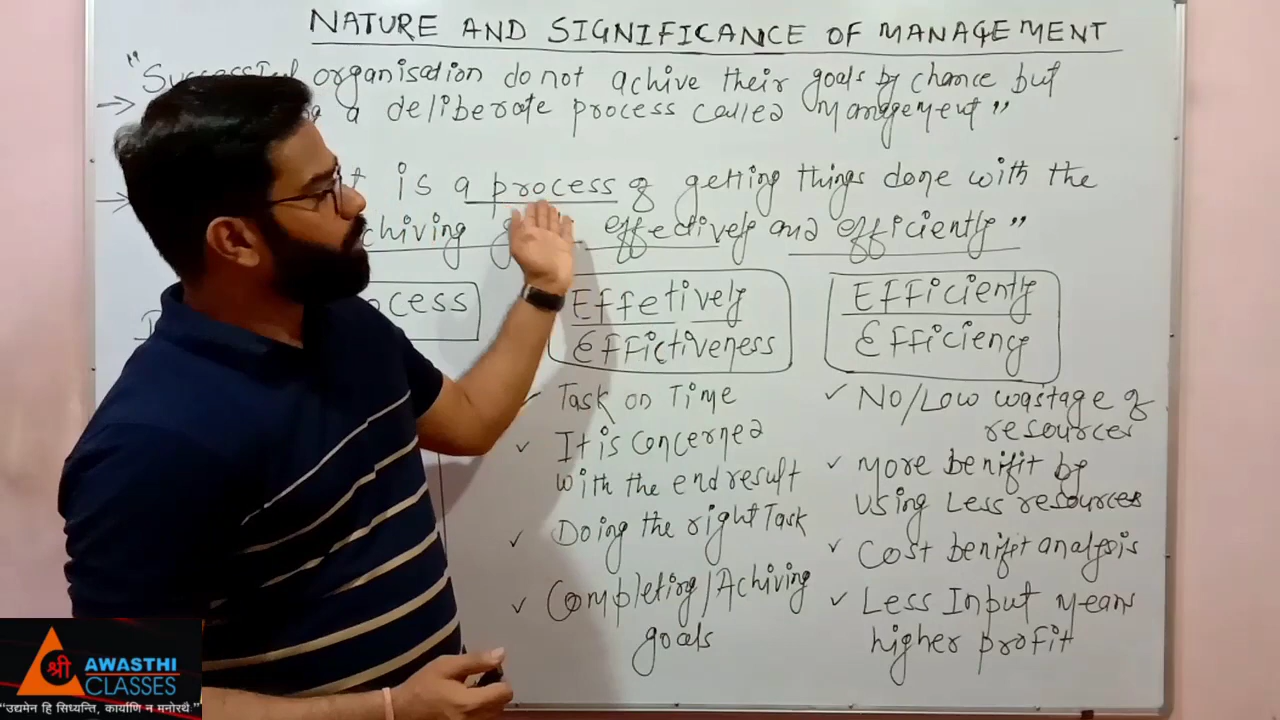 NATURE AND SIGNIFICANCE OF MANAGEMENT
"Successful organisation do not achive their goals by chance but
a deliberate process called management"
is a process of getting things done with the
chiving effectively and efficiently"
ocess
Effetively
Effictiveness
Task on Time
It is concerned
with the end result
Doing the right Task
Completing/Achiving
goals
EFFiciently
Efficiency
No/Low wastage of
resources
more benifit by
using Less resources
Cost benifit analysis
Less Input means
higher profit
श्री AWASTHI
CLASSES
"उद्यमेन हि सिध्यन्ति, कार्याणि न मनोरथैः"